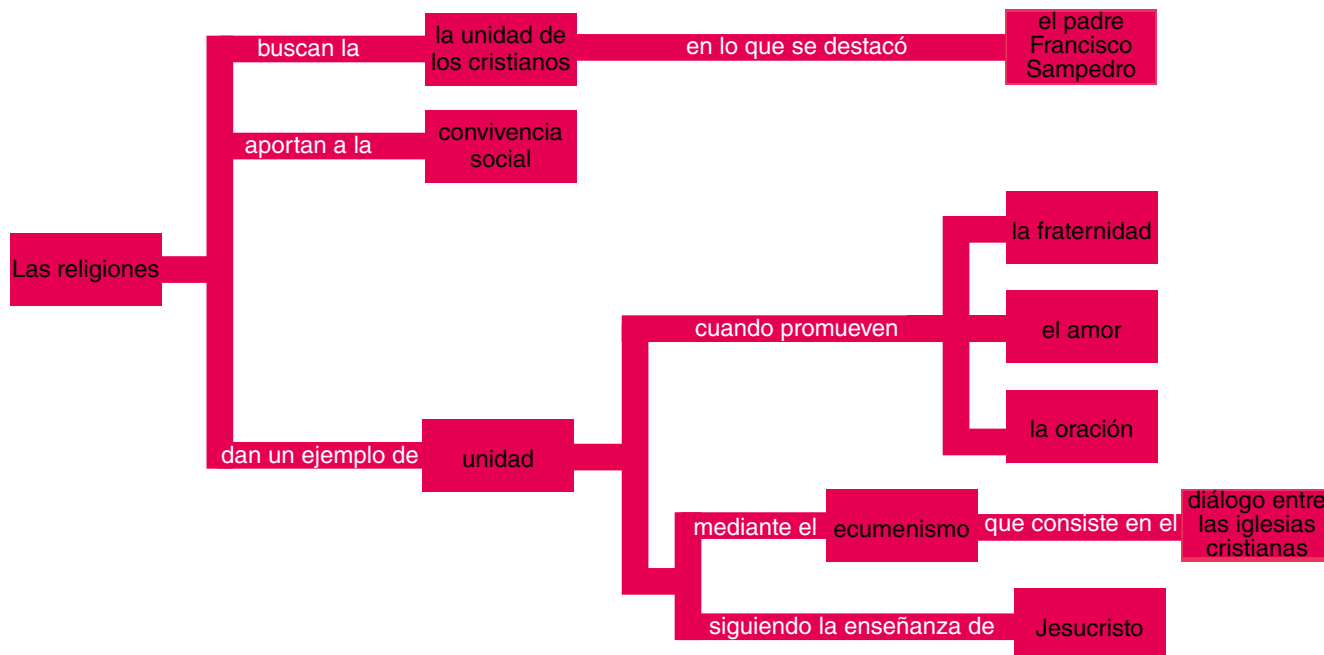 buscan la
la unidad de
los cristianos
en lo que se destacó
el padre
Francisco
Sampedro
aportan a la
convivencia
social
Las religiones
dan un ejemplo de
unidad
cuando promueven
la fraternidad
el amor
la oración
mediante el
ecumenismo
que consiste en el
diálogo entre
las iglesias
cristianas
siguiendo la enseñanza de
Jesucristo